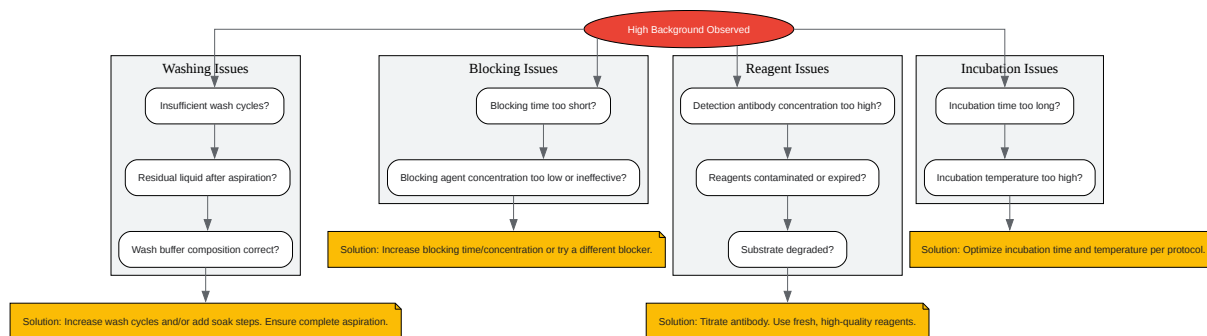 High Background Observed
Washing Issues
Blocking Issues
Reagent Issues
Incubation Issues
Insufficient wash cycles?
Blocking time too short?
Detection antibody concentration too high?
Incubation time too long?
Residual liquid after aspiration?
Blocking agent concentration too low or ineffective?
Reagents contaminated or expired?
Incubation temperature too high?
Wash buffer composition correct?
Solution: Increase blocking time/concentration or try a different blocker.
Substrate degraded?
Solution: Optimize incubation time and temperature per protocol.
Solution: Increase wash cycles and/or add soak steps. Ensure complete aspiration.
Solution: Titrate antibody. Use fresh, high-quality reagents.